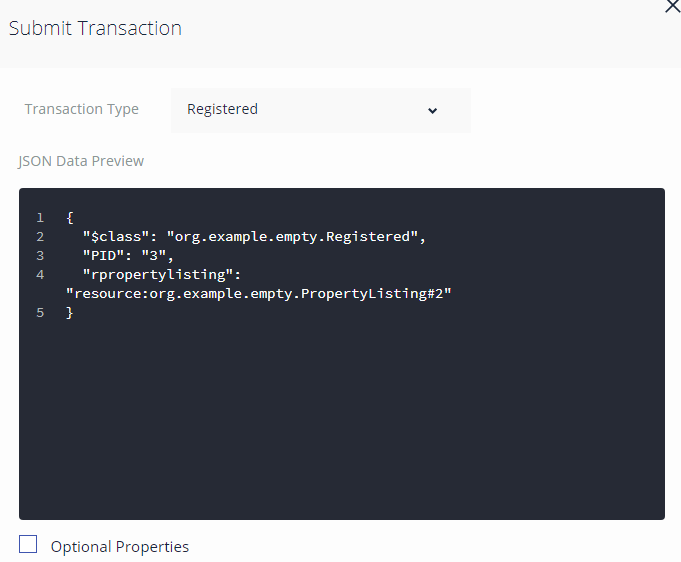 Submit Transaction
Transaction Type Registered
JSON Data Preview
1 {
2 "$class": "org.example.empty.Registered",
3 "PID": "3",
4 "rpropertylisting":
"resource:org.example.empty.PropertyListing#2"
5 }
Optional Properties